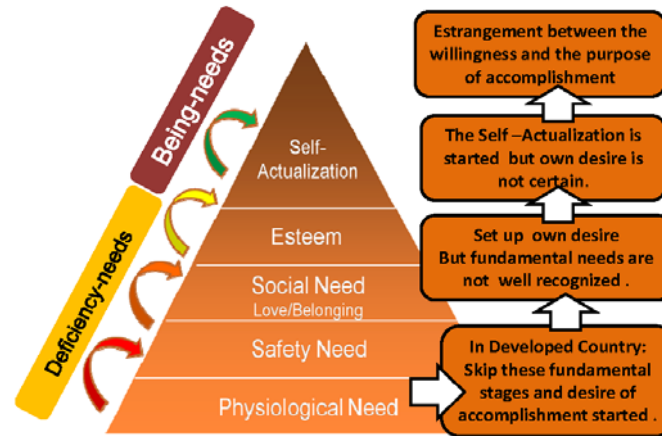 Being-needs
Deficiency-needs
Self-
Actualization
Esteem
Social Need
Love/Belonging
Safety Need
Physiological Need
Estrangement between the
willingness and the purpose
of accomplishment
The Self –Actualization is
started but own desire is
not certain.
Set up own desire
But fundamental needs are
not well recognized .
In Developed Country:
Skip these fundamental
stages and desire of
accomplishment started .